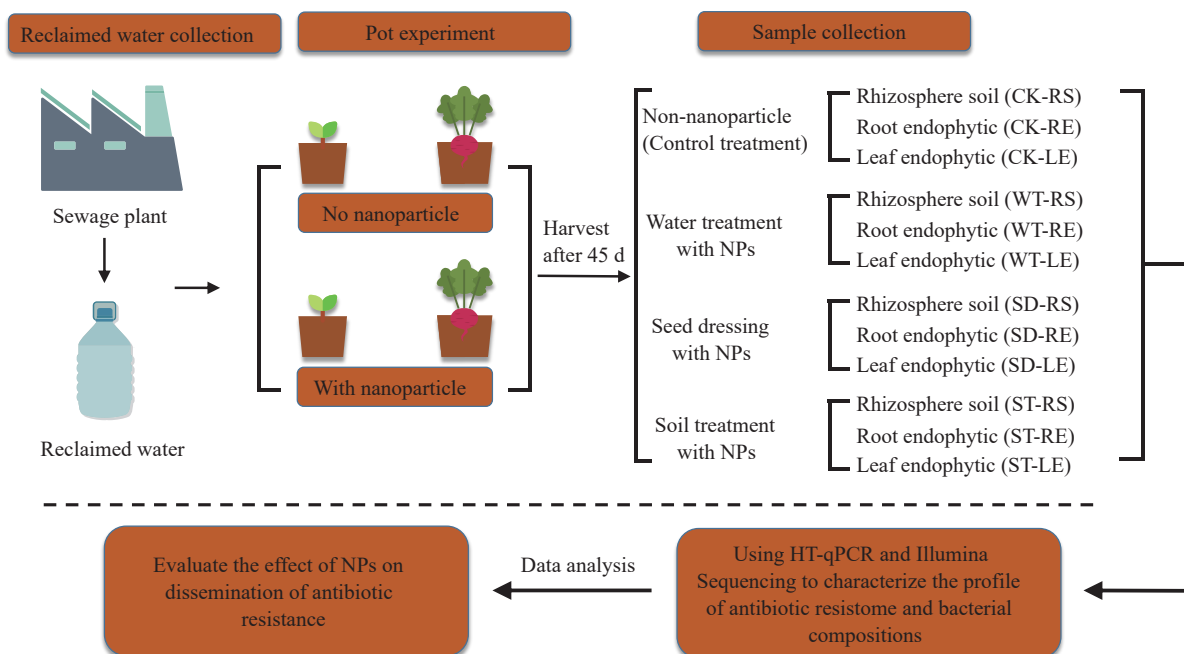 Reclaimed water collection
Pot experiment
Sample collection
Sewage plant
Reclaimed water
No nanoparticle
With nanoparticle
Harvest
after 45 d
Non-nanoparticle
(Control treatment)
Rhizosphere soil (CK-RS)
Root endophytic (CK-RE)
Leaf endophytic (CK-LE)
Water treatment
with NPs
Rhizosphere soil (WT-RS)
Root endophytic (WT-RE)
Leaf endophytic (WT-LE)
Seed dressing
with NPs
Rhizosphere soil (SD-RS)
Root endophytic (SD-RE)
Leaf endophytic (SD-LE)
Soil treatment
with NPs
Rhizosphere soil (ST-RS)
Root endophytic (ST-RE)
Leaf endophytic (ST-LE)
Using HT-qPCR and Illumina
Sequencing to characterize the profile
of antibiotic resistome and bacterial
compositions
Data analysis
Evaluate the effect of NPs on
dissemination of antibiotic
resistance